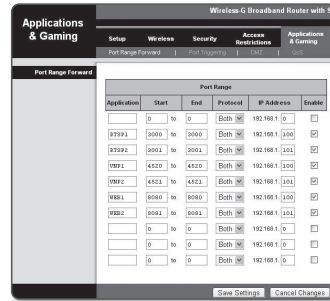 Wireless-G Broadband Router with
Applications & Gaming
Setup Wireless Security Access Restrictions Applications & Gaming
Port Range Forward | Port Triggering | DMZ | QoS
Port Range Forward
Port Range
Application Start End Protocol IP Address Enable
0 to 0 Both 192.168.1. 0
RTSP1 3000 to 3000 Both 192.168.1. 100
RTSP2 3001 to 3001 Both 192.168.1. 101
VNP1 4520 to 4520 Both 192.168.1. 100
VNP2 4521 to 4521 Both 192.168.1. 101
WEB1 8080 to 8080 Both 192.168.1. 100
WEB2 8081 to 8081 Both 192.168.1. 101
0 to 0 Both 192.168.1. 0
0 to 0 Both 192.168.1. 0
0 to 0 Both 192.168.1. 0
Save Settings Cancel Changes